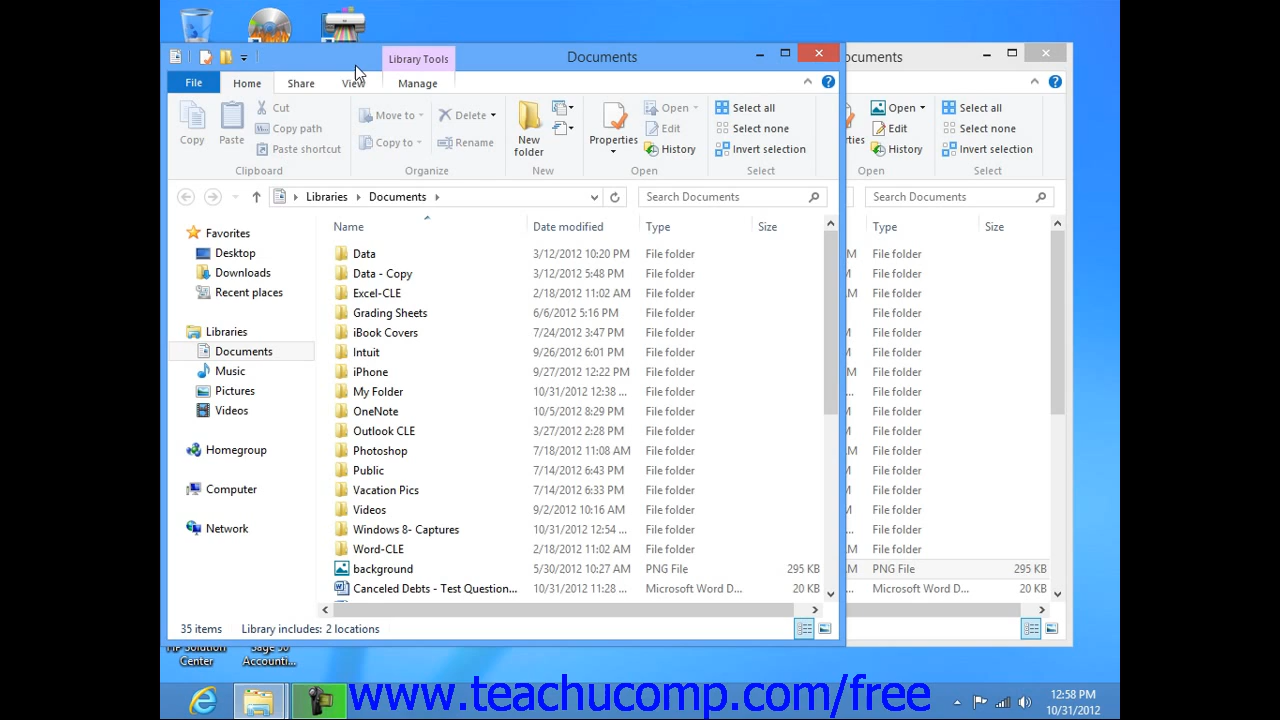 Library Tools
Documents
ocuments
File Home Share View Manage
Copy
Paste
Cut
Copy path
Paste shortcut
Clipboard
Move to
Copy to
Delete
Rename
Organize
New folder
New
Properties
Open
Edit
History
Open
Select all
Select none
Invert selection
Select
ties
Open
Edit
History
Open
Select all
Select none
Invert selection
Select
Libraries Documents
Search Documents
Search Documents
Name Date modified Type Size Type Size
Favorites
Desktop
Downloads
Recent places
Libraries
Documents
Music
Pictures
Videos
Homegroup
Computer
Network
Data 3/12/2012 10:20 PM File folder M File folder
Data - Copy 3/12/2012 5:48 PM File folder File folder
Excel-CLE 2/18/2012 11:02 AM File folder M File folder
Grading Sheets 6/6/2012 5:16 PM File folder File folder
iBook Covers 7/24/2012 3:47 PM File folder M File folder
Intuit 9/26/2012 6:01 PM File folder M File folder
iPhone 9/27/2012 12:22 PM File folder M File folder
My Folder 10/31/2012 12:38 ... File folder ... File folder
OneNote 10/5/2012 8:29 PM File folder M File folder
Outlook CLE 3/27/2012 2:28 PM File folder M File folder
Photoshop 7/18/2012 11:08 AM File folder M File folder
Public 7/14/2012 6:43 PM File folder M File folder
Vacation Pics 7/14/2012 6:33 PM File folder M File folder
Videos 9/2/2012 10:16 AM File folder M File folder
Windows 8- Captures 10/31/2012 12:54 ... File folder ... File folder
Word-CLE 2/18/2012 11:02 AM File folder M File folder
background 5/30/2012 10:27 AM PNG File 295 KB AM PNG File 295 KB
Canceled Debts - Test Question... 10/31/2012 11:28 ... Microsoft Word D... 20 KB ... Microsoft Word D... 20 KB
35 items Library includes: 2 locations
HP Solution Center
Sage 50 Accounti...
www.teachucomp.com/free
12:58 PM
10/31/2012